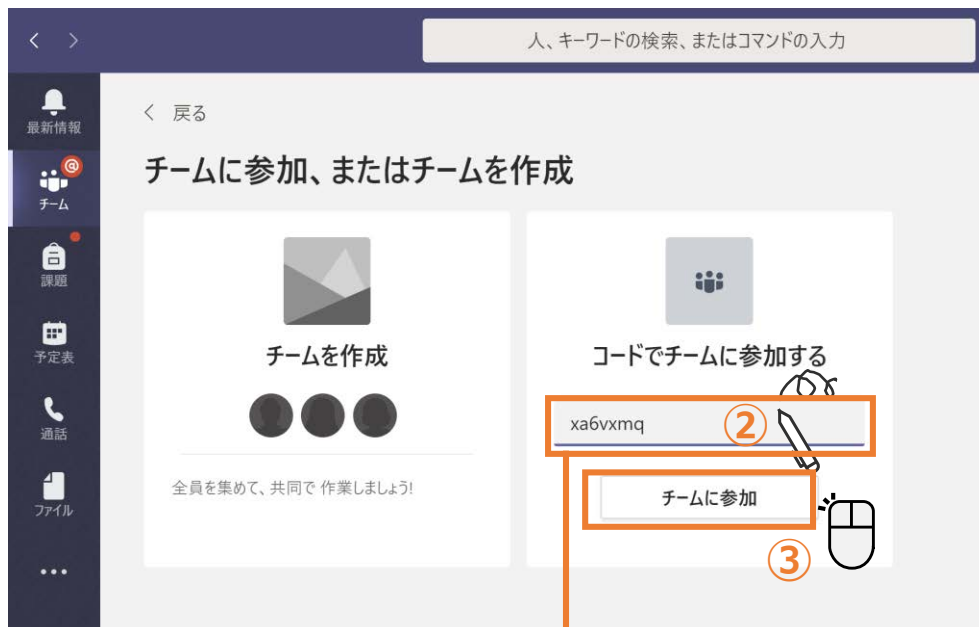 人、キーワードの検索、またはコマンドの入力
最新情報
チーム
課題
予定表
通話
ファイル
戻る
チームに参加、またはチームを作成
チームを作成
全員を集めて、共同で 作業しましょう!
コードでチームに参加する
xa6vxmq
②
チームに参加
③